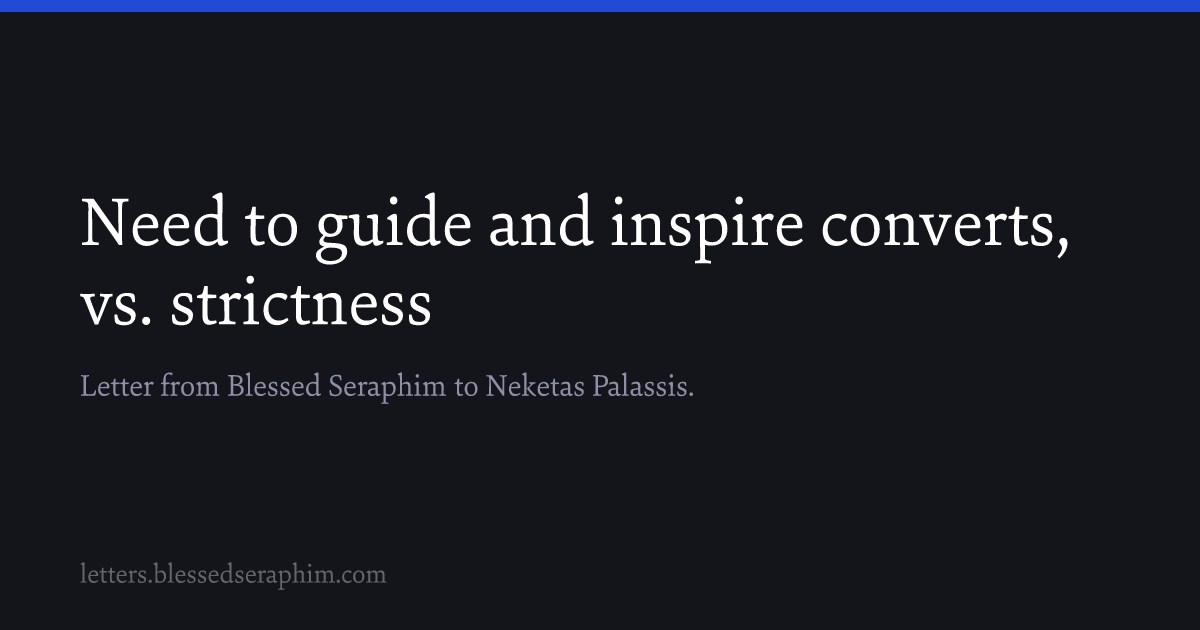 Need to guide and inspire converts,
vs. strictness
Letter from Blessed Seraphim to Neketas Palassis.
letters.blessedseraphim.com